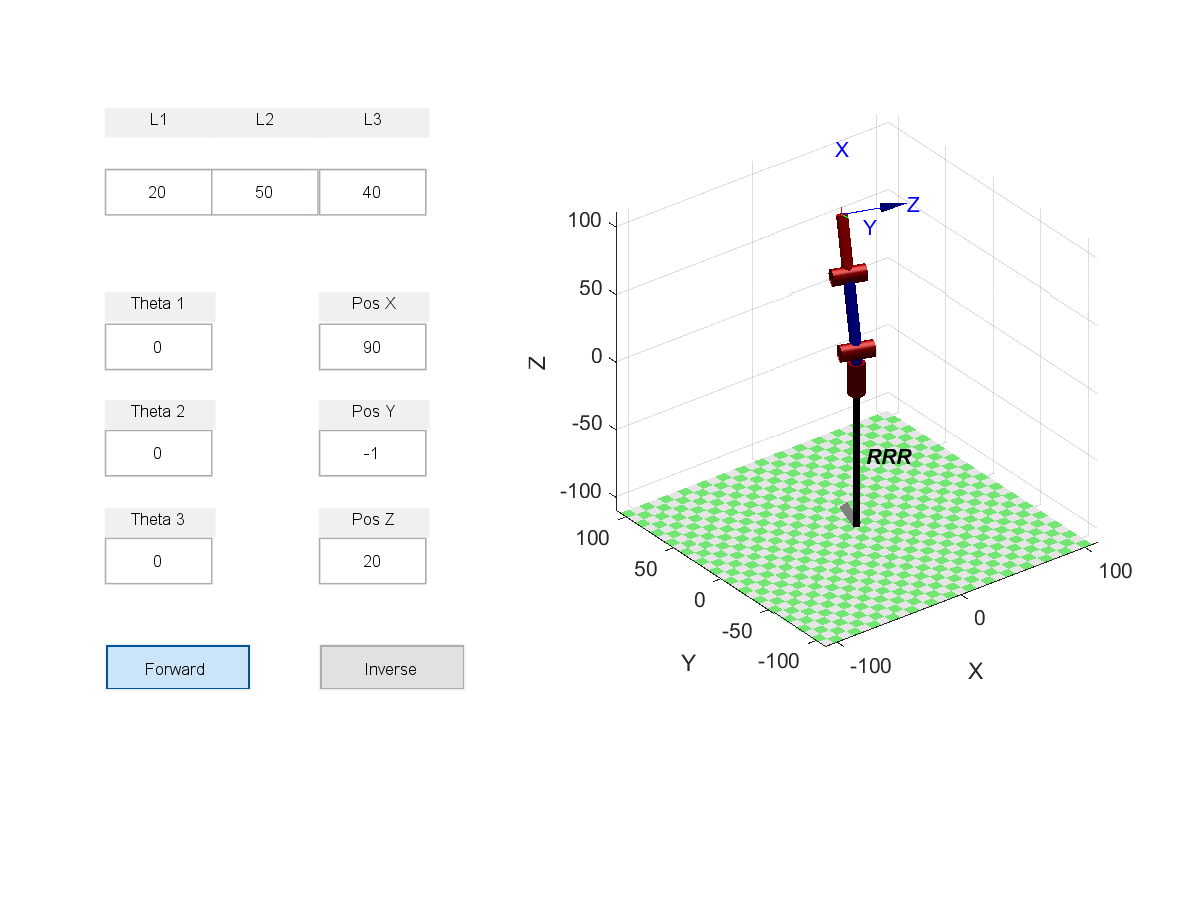 L1 L2 L3
20 50 40
Theta 1 Pos X
0 90
Theta 2 Pos Y
0 -1
Theta 3 Pos Z
0 20
Forward Inverse
X
Z
Y
100
50
0
-50
-100
Z
RRR
100
50
0
-50
-100
Y
-100
0
100
X